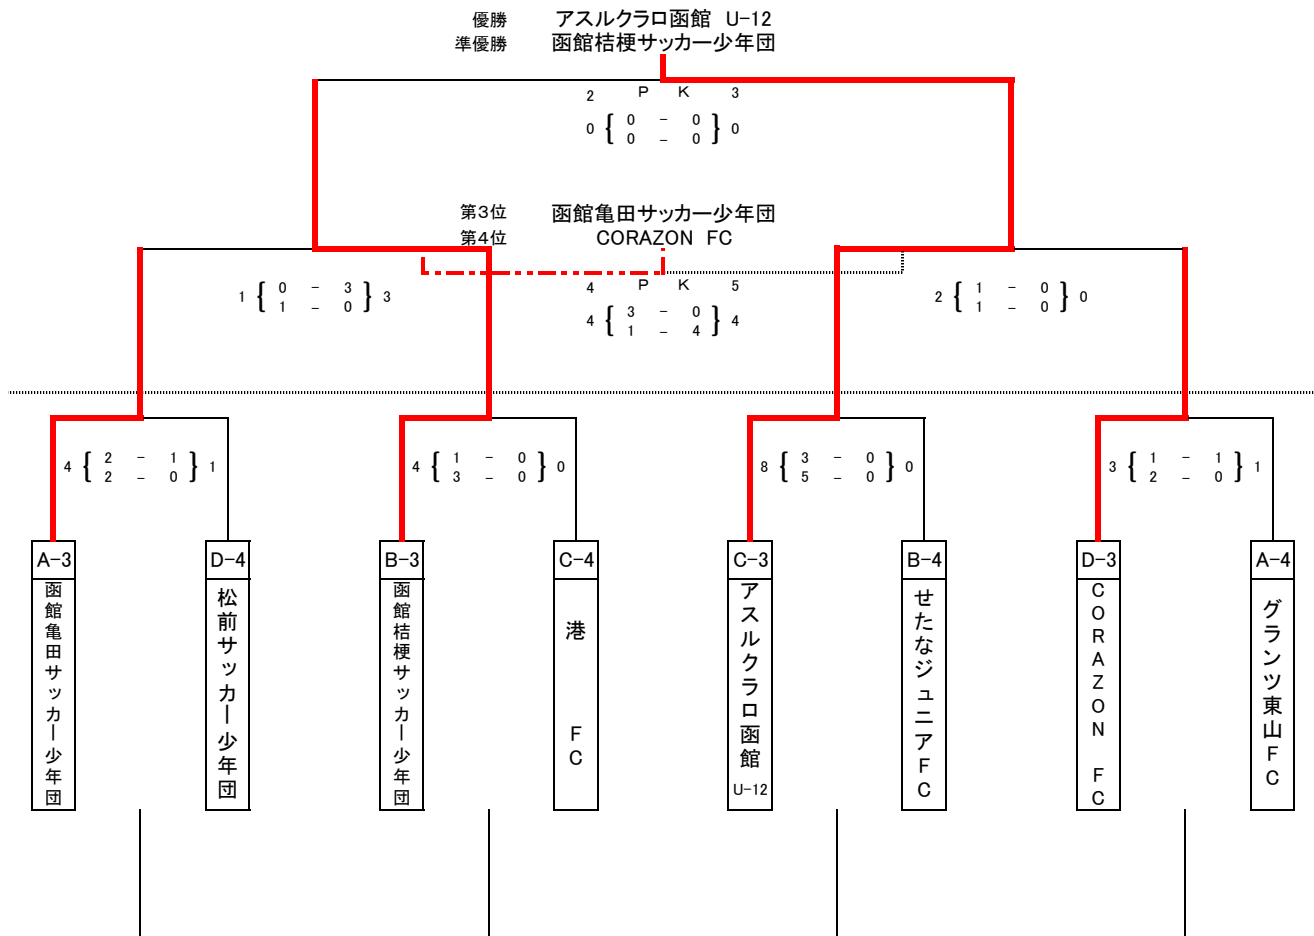 優勝 アスルクラロ函館 U-12
準優勝 函館桔梗サッカー少年団
2 P K 3
0 { 0 - 0 } 0
0 - 0
第3位 函館亀田サッカー少年団
第4位 CORAZON FC
1 { 0 - 3 } 3
1 - 0
4 P K 5
4 { 3 - 0 } 4
1 - 4
2 { 1 - 0 } 0
1 - 0
4 { 2 - 1 } 1
2 - 0
4 { 1 - 0 } 0
3 - 0
8 { 3 - 0 } 0
5 - 0
3 { 1 - 1 } 1
2 - 0
A-3
函館亀田サッカー少年団
D-4
松前サッカー少年団
B-3
函館桔梗サッカー少年団
C-4
港 FC
C-3
アスルクラロ函館
U-12
B-4
せたなジュニアFC
D-3
CORAZON FC
A-4
グランツ東山FC